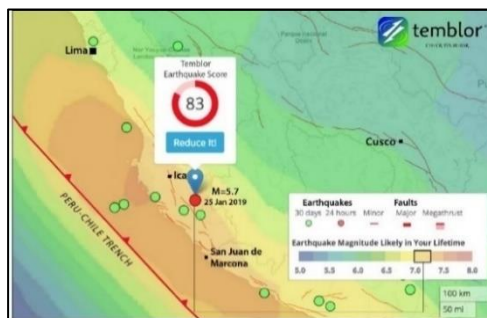 temblor
Lima
Temblor
Earthquake Score
83
Reduce It!
Cusco
Ica
M=5.7
25 Jan 2019
PERU-CHILE TRENCH
San Juan de
Marcona
Earthquakes Faults
30 days 24 hours Minor Major Megathrust
Earthquake Magnitude Likely in Your Lifetime
5.0 5.5 6.0 6.5 7.0 7.5 8.0
100 km
50 mi